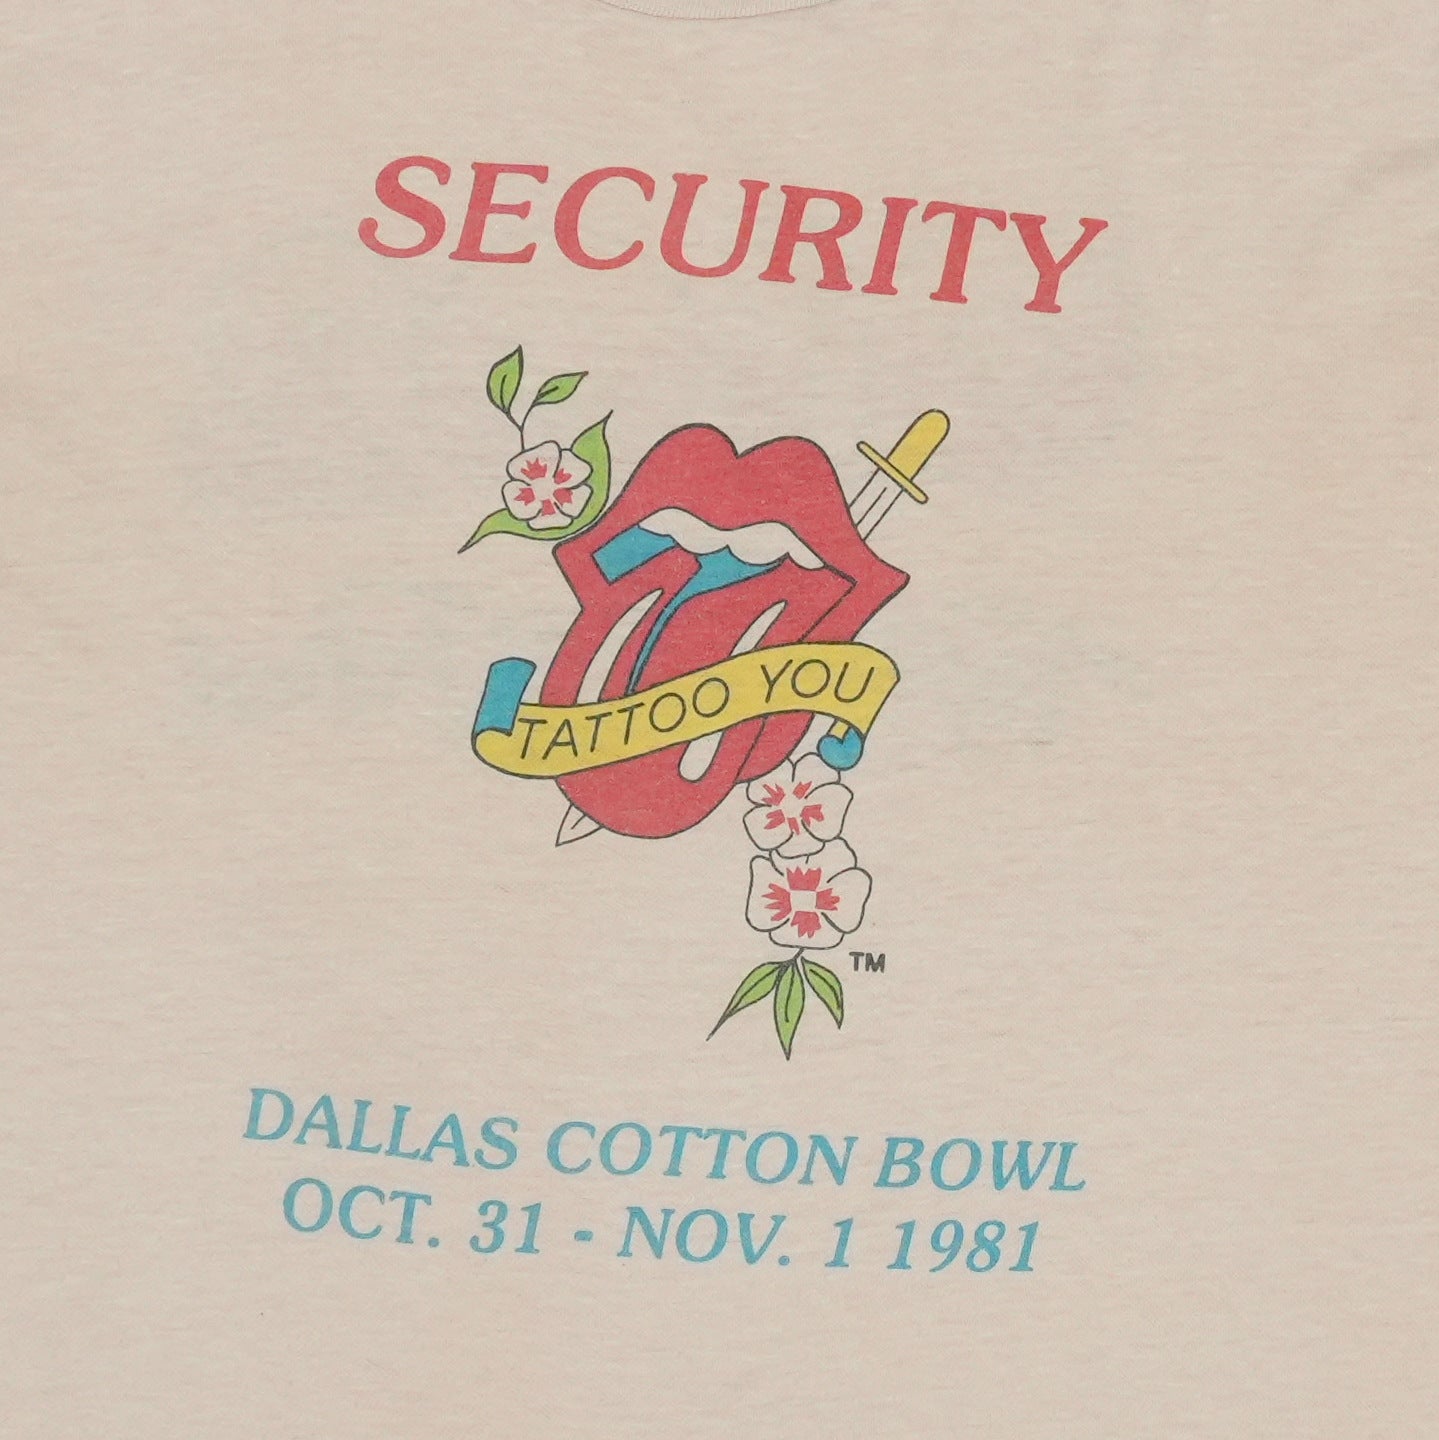 SECURITY
TATTOO YOU
TM
DALLAS COTTON BOWL
OCT. 31 - NOV. 1 1981